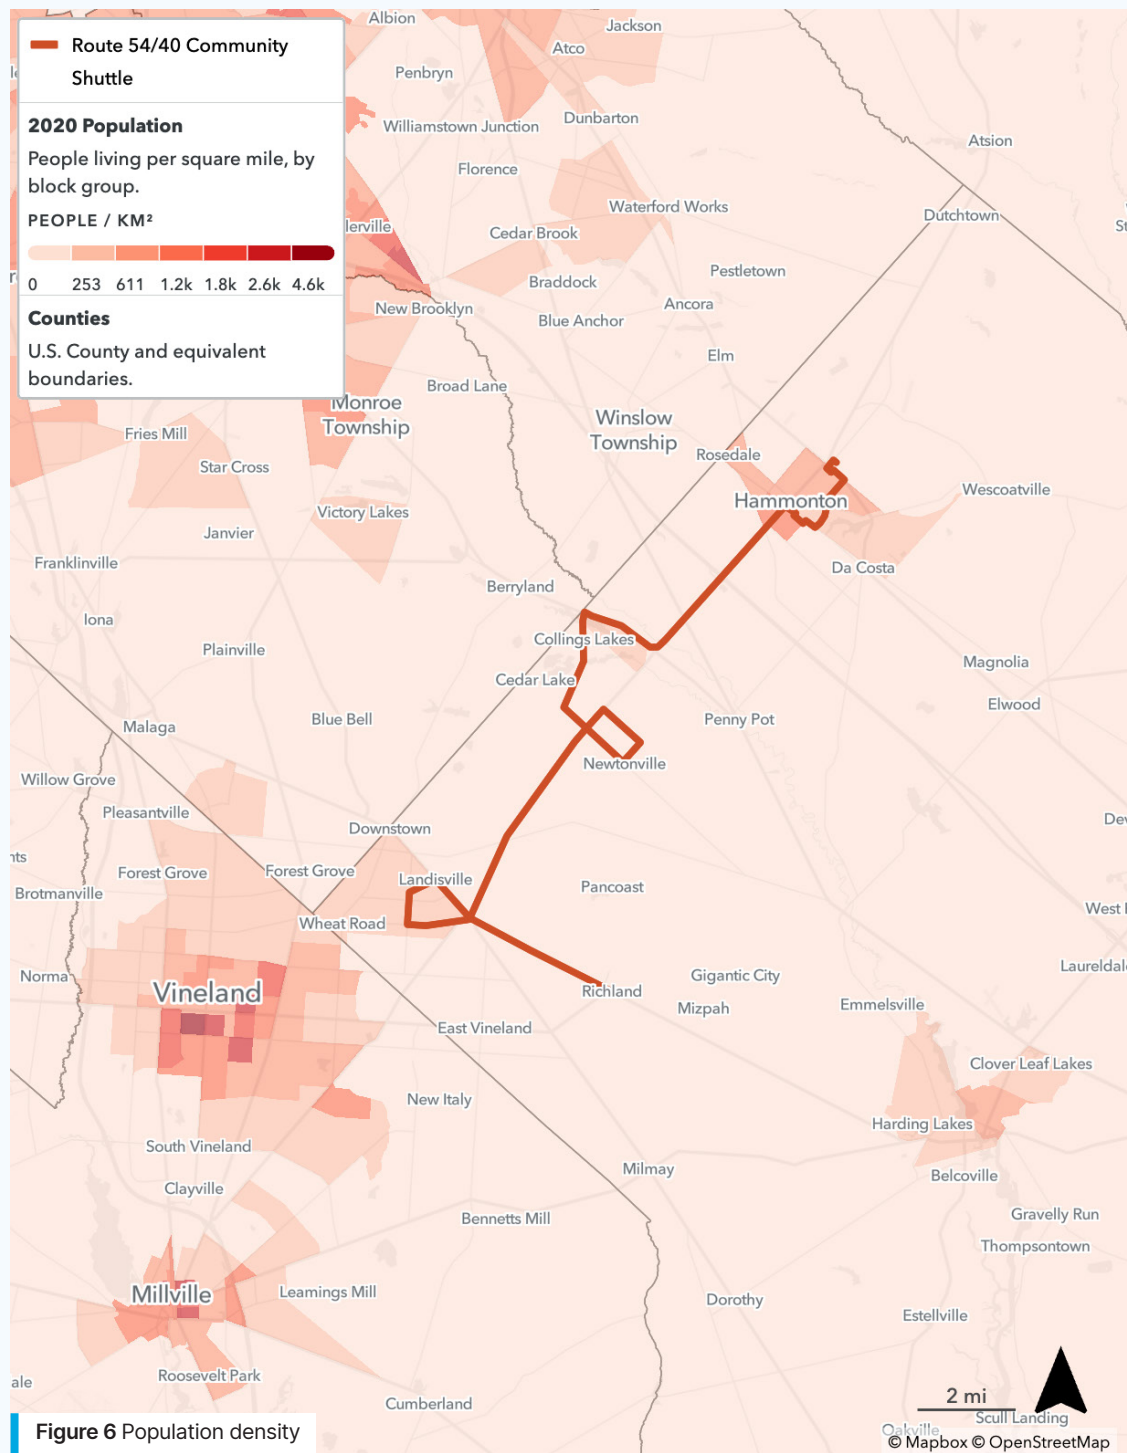 Route 54/40 Community
Shuttle
2020 Population
People living per square mile, by
block group.
PEOPLE / KM²
0 253 611 1.2k 1.8k 2.6k 4.6k
Counties
U.S. County and equivalent
boundaries.
Albion
Jackson
Atco
Penbryn
Williamstown Junction
Dunbarton
Atsion
Florence
Waterford Works
Dutchtown
lerville
Cedar Brook
Pestletown
Braddock
New Brooklyn
Ancora
Blue Anchor
Elm
Broad Lane
Monroe
Township
Winslow
Township
Fries Mill
Star Cross
Rosedale
Hammonton
Wescoatville
Victory Lakes
Janvier
Franklinville
Da Costa
Berryland
Iona
Collings Lakes
Plainville
Magnolia
Cedar Lake
Elwood
Malaga
Blue Bell
Penny Pot
Newtonville
Willow Grove
Pleasantville
Downstown
Forest Grove
Forest Grove
Landisville
Brotmanville
Pancoast
Wheat Road
West
Norma
Vineland
Gigantic City
Laureldale
Richland
Mizpah
Emmelsville
East Vineland
Clover Leaf Lakes
New Italy
Harding Lakes
South Vineland
Milmay
Belcoville
Clayville
Bennetts Mill
Gravelly Run
Thompsontown
Millville
Leamings Mill
Dorothy
Estellville
Roosevelt Park
ale
Cumberland
2 mi
Scull Landing
Oakville
Figure 6 Population density
© Mapbox © OpenStreetMap